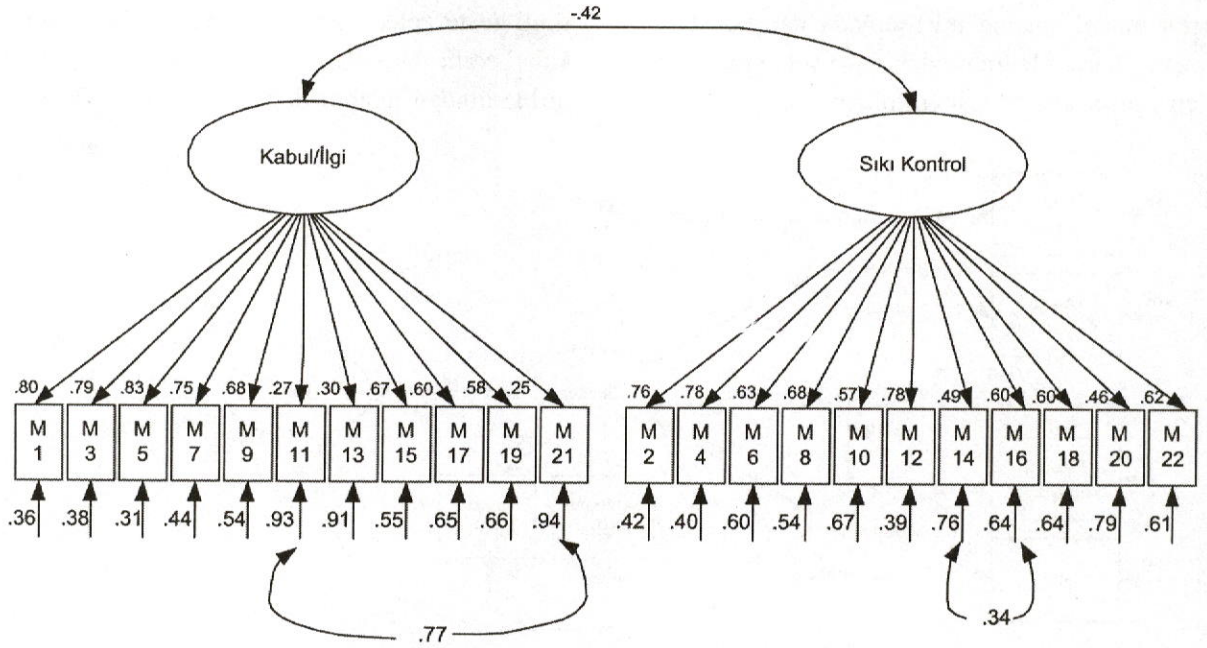 -.42
Kabul/İlgi
Sıkı Kontrol
.80 .79 .83 .75 .68 .27 .30 .67 .60 .58 .25
.76 .78 .63 .68 .57 .78 .49 .60 .60 .46 .62
M M M M M M M M M M M
1 3 5 7 9 11 13 15 17 19 21
M M M M M M M M M M M
2 4 6 8 10 12 14 16 18 20 22
.36 .38 .31 .44 .54 .93 .91 .55 .65 .66 .94
.42 .40 .60 .54 .67 .39 .76 .64 .64 .79 .61
.77
.34